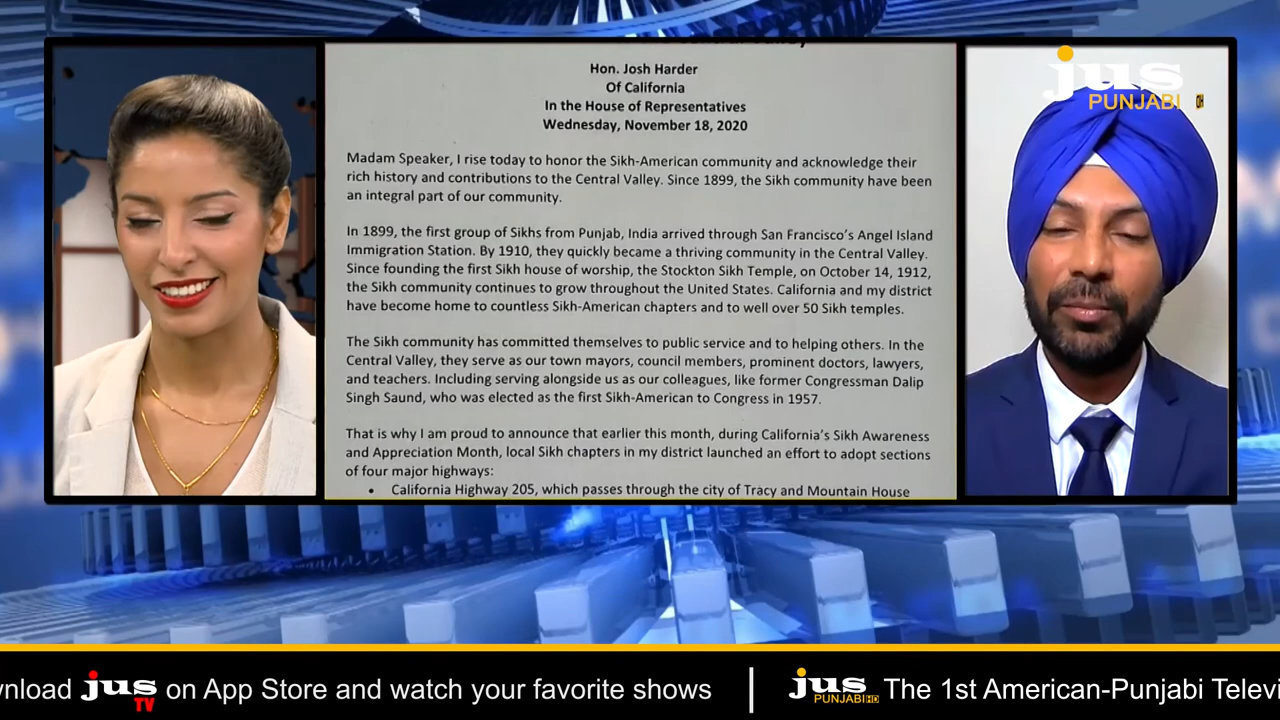 Hon. Josh Harder
Of California
In the House of Representatives
Wednesday, November 18, 2020
Madam Speaker, I rise today to honor the Sikh-American community and acknowledge their
rich history and contributions to the Central Valley. Since 1899, the Sikh community have been
an integral part of our community.
In 1899, the first group of Sikhs from Punjab, India arrived through San Francisco's Angel Island
Immigration Station. By 1910, they quickly became a thriving community in the Central Valley.
Since founding the first Sikh house of worship, the Stockton Sikh Temple, on October 14, 1912,
the Sikh community continues to grow throughout the United States. California and my district
have become home to countless Sikh-American chapters and to well over 50 Sikh temples.
The Sikh community has committed themselves to public service and to helping others. In the
Central Valley, they serve as our town mayors, council members, prominent doctors, lawyers,
and teachers. Including serving alongside us as our colleagues, like former Congressman Dalip
Singh Saund, who was elected as the first Sikh-American to Congress in 1957.
That is why I am proud to announce that earlier this month, during California's Sikh Awareness
and Appreciation Month, local Sikh chapters in my district launched an effort to adopt sections
of four major highways:
• California Highway 205, which passes through the city of Tracy and Mountain House
jus
PUNJABI
wnload jus TV on App Store and watch your favorite shows | jus PUNJABI HD The 1st American-Punjabi Televi